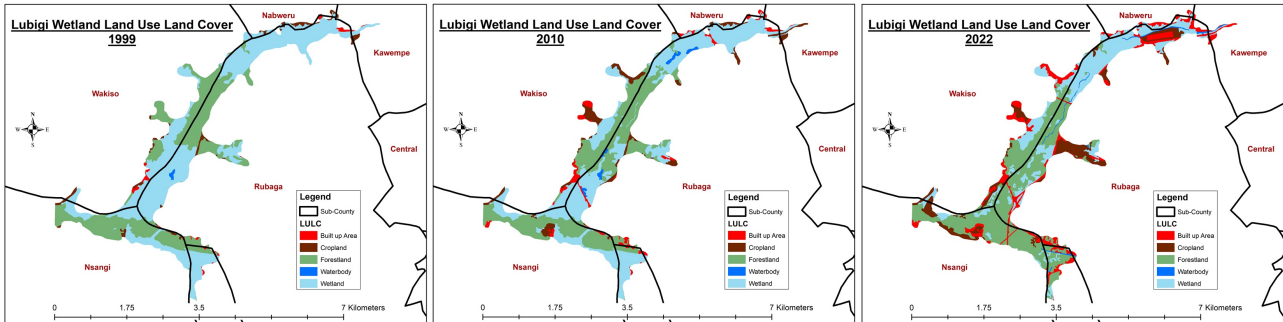 Lubigi Wetland Land Use Land Cover
1999
Nabweru
Kawempe
Wakiso
Central
Rubaga
Nsangi
N
W E
S
Legend
Sub-County
LULC
Built up Area
Cropland
Forestland
Waterbody
Wetland
0 1.75 3.5 7 Kilometers
Lubigi Wetland Land Use Land Cover
2010
Nabweru
Kawempe
Wakiso
Central
Rubaga
Nsangi
N
W E
S
Legend
Sub-County
LULC
Built up Area
Cropland
Forestland
Waterbody
Wetland
0 1.75 3.5 7 Kilometers
Lubigi Wetland Land Use Land Cover
2022
Nabweru
Kawempe
Wakiso
Central
Rubaga
Nsangi
N
W E
S
Legend
Sub-County
LULC
Built up Area
Cropland
Forestland
Waterbody
Wetland
0 1.75 3.5 7 Kilometers